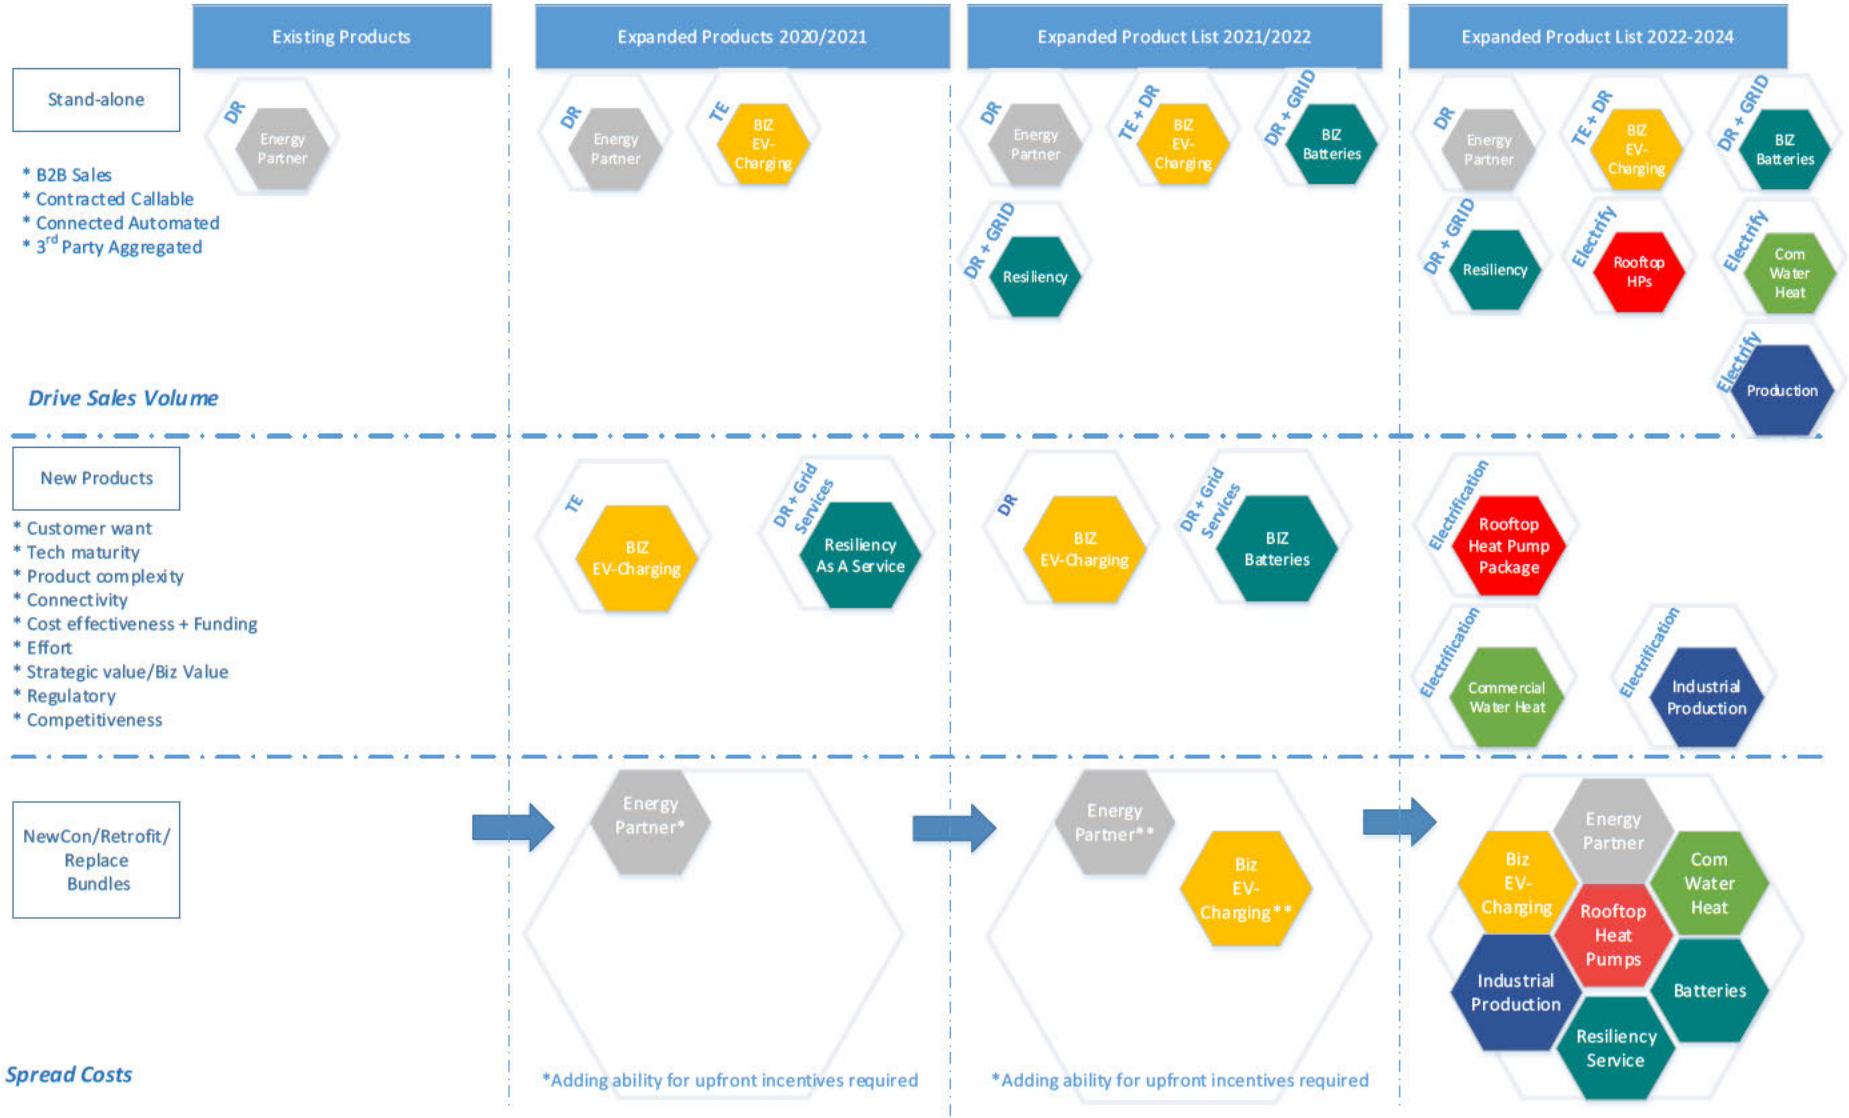 Existing Products
Expanded Products 2020/2021
Expanded Product List 2021/2022
Expanded Product List 2022-2024
Stand-alone
* B2B Sales
* Contracted Callable
* Connected Automated
* 3rd Party Aggregated
Drive Sales Volume
DR
Energy
Partner
DR
Energy
Partner
TE
BIZ
EV-
Charging
DR
Energy
Partner
TE + DR
BIZ
EV-
Charging
DR + GRID
BIZ
Batteries
DR + GRID
Resiliency
DR
Energy
Partner
TE + DR
BIZ
EV-
Charging
DR + GRID
BIZ
Batteries
DR + GRID
Resiliency
Electrify
Rooftop
HPs
Electrify
Com
Water
Heat
Electrify
Production
New Products
* Customer want
* Tech maturity
* Product complexity
* Connectivity
* Cost effectiveness + Funding
* Effort
* Strategic value/Biz Value
* Regulatory
* Competitiveness
TE
BIZ
EV-Charging
DR + Grid
Services
Resiliency
As A Service
DR
BIZ
EV-Charging
DR + Grid
Services
BIZ
Batteries
Electrification
Rooftop
Heat Pump
Package
Electrification
Commercial
Water Heat
Electrification
Industrial
Production
NewCon/Retrofit/
Replace
Bundles
Spread Costs
Energy
Partner*
*Adding ability for upfront incentives required
Energy
Partner**
Biz
EV-
Charging**
*Adding ability for upfront incentives required
Energy
Partner
Biz
EV-
Charging
Com
Water
Heat
Rooftop
Heat
Pumps
Industrial
Production
Batteries
Resiliency
Service